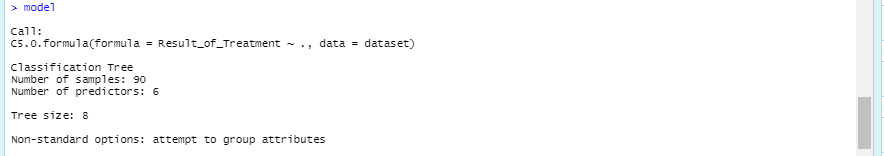 > model
Call:
C5.0.formula(formula = Result_of_Treatment ~ ., data = dataset)
Classification Tree
Number of samples: 90
Number of predictors: 6
Tree size: 8
Non-standard options: attempt to group attributes